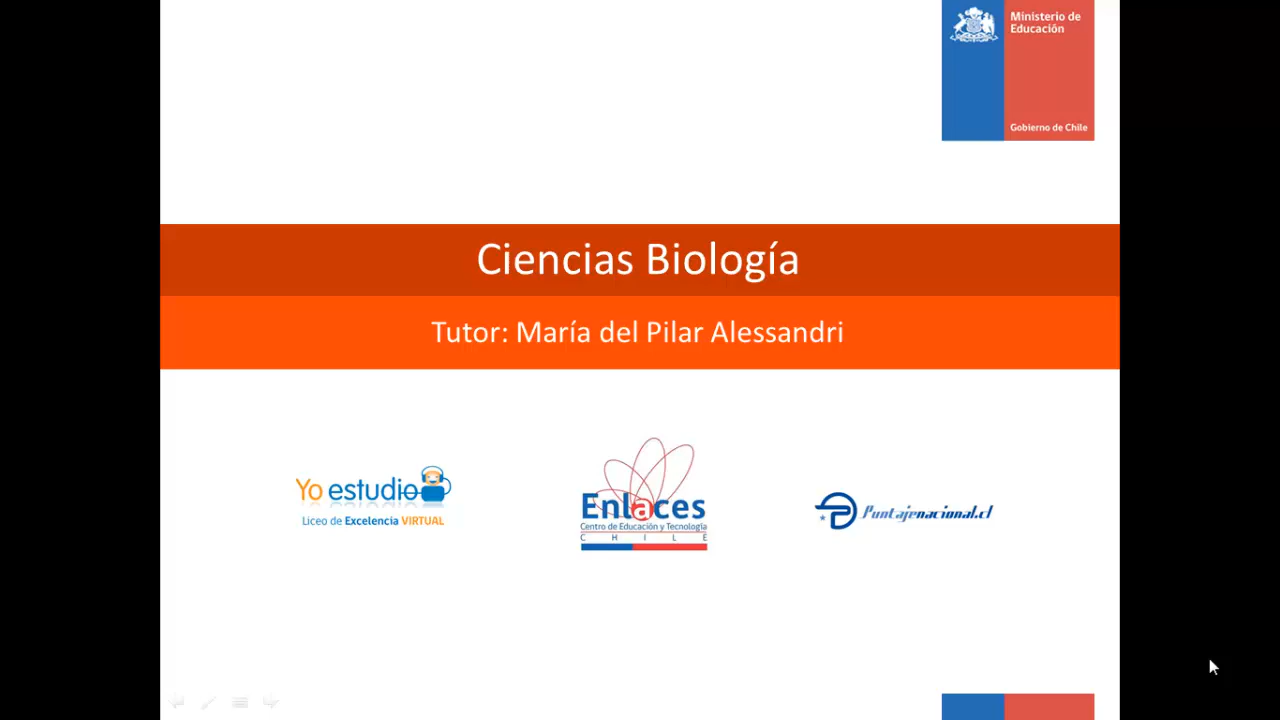 Ministerio de
Educación
Gobierno de Chile
Ciencias Biología
Tutor: María del Pilar Alessandri
Yo estudio
Liceo de Excelencia VIRTUAL
Enlaces
Centro de Educación y Tecnología
CHILE
Puntajenacional.cl